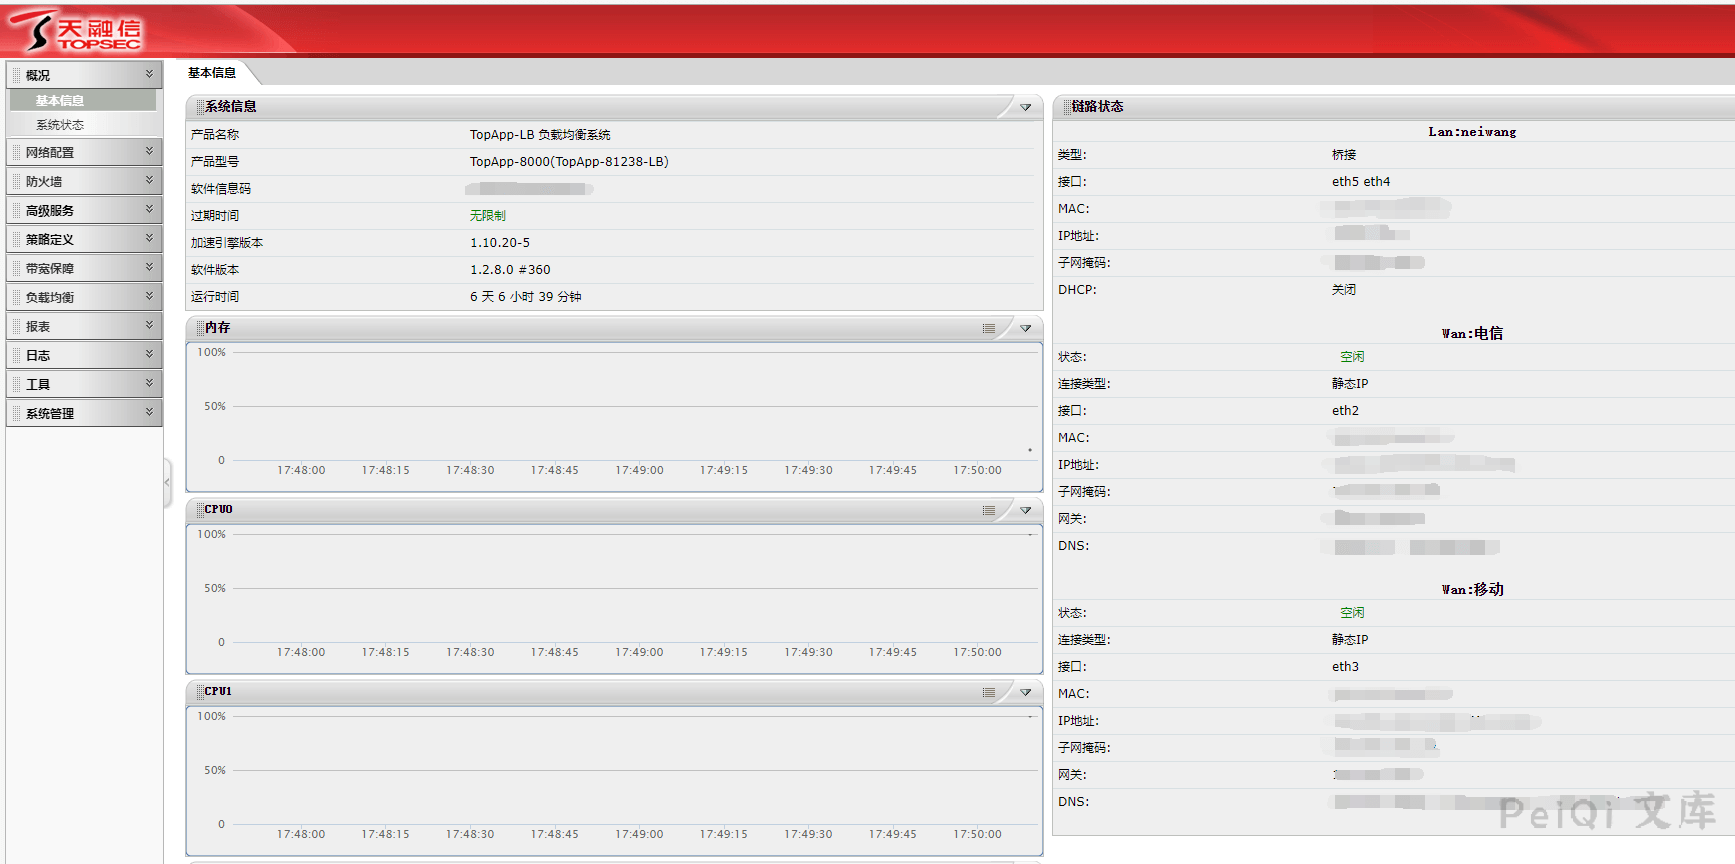 天融信
TOPSEC
概况
基本信息
系统状态
网络配置
防火墙
高级服务
策略定义
带宽保障
负载均衡
报表
日志
工具
系统管理
基本信息
系统信息
产品名称 TopApp-LB 负载均衡系统
产品型号 TopApp-8000(TopApp-81238-LB)
软件信息码
过期时间 无限制
加速引擎版本 1.10.20-5
软件版本 1.2.8.0 #360
运行时间 6 天 6 小时 39 分钟
内存
100%
50%
0
17:48:00 17:48:15 17:48:30 17:48:45 17:49:00 17:49:15 17:49:30 17:49:45 17:50:00
CPU0
100%
50%
0
17:48:00 17:48:15 17:48:30 17:48:45 17:49:00 17:49:15 17:49:30 17:49:45 17:50:00
CPU1
100%
50%
0
17:48:00 17:48:15 17:48:30 17:48:45 17:49:00 17:49:15 17:49:30 17:49:45 17:50:00
链路状态
Lan:neiwang
类型: 桥接
接口: eth5 eth4
MAC:
IP地址:
子网掩码:
DHCP: 关闭
Wan:电信
状态: 空闲
连接类型: 静态IP
接口: eth2
MAC:
IP地址:
子网掩码:
网关:
DNS:
Wan:移动
状态: 空闲
连接类型: 静态IP
接口: eth3
MAC:
IP地址:
子网掩码:
网关:
DNS:
PeiQi 文库